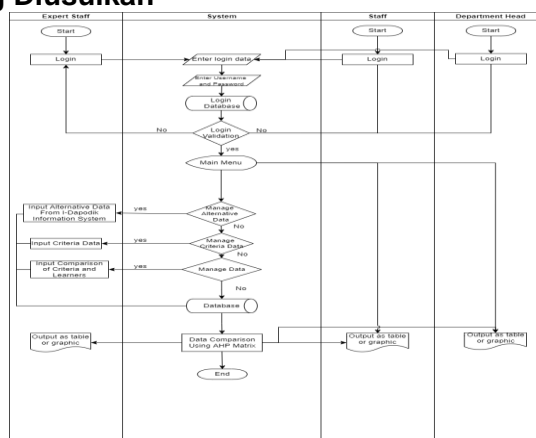 Diusulkan
Expert Staff
System
Staff
Department Head
Start
Start
Start
Login
Enter login data
Login
Login
Enter Username
and Password
Login
Database
No
Login
Validation
No
yes
Main Menu
Input Alternative Data
From I-Dapodik
Information System
yes
Manage
Alternative
Data
No
Input Criteria Data
yes
Manage
Criteria Data
No
Input Comparison
of Criteria and
Learners
yes
Manage Data
No
Database
Output as table
or graphic
Data Comparison
Using AHP Matrix
Output as table
or graphic
Output as table
or graphic
End